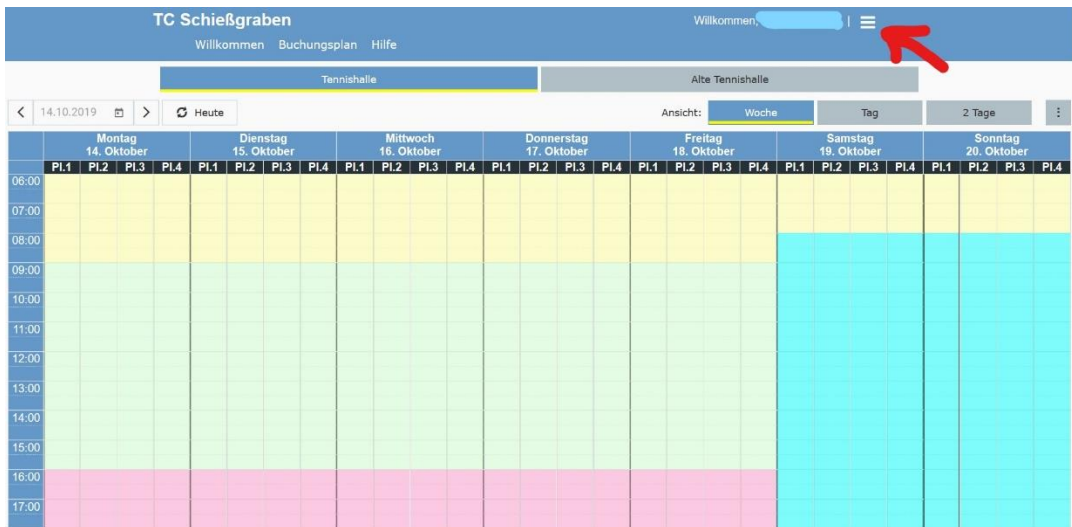 TC Schießgraben
Willkommen, |
Willkommen Buchungsplan Hilfe
Tennishalle Alte Tennishalle
14.10.2019 Heute Ansicht: Woche Tag 2 Tage
Montag Dienstag Mittwoch Donnerstag Freitag Samstag Sonntag
14. Oktober 15. Oktober 16. Oktober 17. Oktober 18. Oktober 19. Oktober 20. Oktober
Pl.1 Pl.2 Pl.3 Pl.4 Pl.1 Pl.2 Pl.3 Pl.4 Pl.1 Pl.2 Pl.3 Pl.4 Pl.1 Pl.2 Pl.3 Pl.4 Pl.1 Pl.2 Pl.3 Pl.4 Pl.1 Pl.2 Pl.3 Pl.4 Pl.1 Pl.2 Pl.3 Pl.4
06:00
07:00
08:00
09:00
10:00
11:00
12:00
13:00
14:00
15:00
16:00
17:00